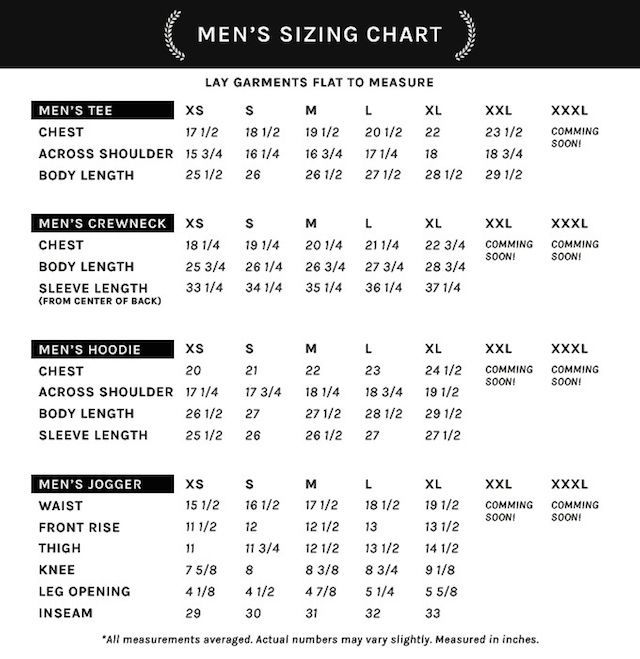 MEN'S SIZING CHART
LAY GARMENTS FLAT TO MEASURE
MEN'S TEE XS S M L XL XXL XXXL
CHEST 17 1/2 18 1/2 19 1/2 20 1/2 22 23 1/2 COMMING SOON!
ACROSS SHOULDER 15 3/4 16 1/4 16 3/4 17 1/4 18 18 3/4
BODY LENGTH 25 1/2 26 26 1/2 27 1/2 28 1/2 29 1/2
MEN'S CREWNECK XS S M L XL XXL XXXL
CHEST 18 1/4 19 1/4 20 1/4 21 1/4 22 3/4 COMMING SOON! COMMING SOON!
BODY LENGTH 25 3/4 26 1/4 26 3/4 27 3/4 28 3/4
SLEEVE LENGTH 33 1/4 34 1/4 35 1/4 36 1/4 37 1/4
(FROM CENTER OF BACK)
MEN'S HOODIE XS S M L XL XXL XXXL
CHEST 20 21 22 23 24 1/2 COMMING SOON! COMMING SOON!
ACROSS SHOULDER 17 1/4 17 3/4 18 1/4 18 3/4 19 1/2
BODY LENGTH 26 1/2 27 27 1/2 28 1/2 29 1/2
SLEEVE LENGTH 25 1/2 26 26 1/2 27 27 1/2
MEN'S JOGGER XS S M L XL XXL XXXL
WAIST 15 1/2 16 1/2 17 1/2 18 1/2 19 1/2 COMMING SOON! COMMING SOON!
FRONT RISE 11 1/2 12 12 1/2 13 13 1/2
THIGH 11 11 3/4 12 1/2 13 1/2 14 1/2
KNEE 7 5/8 8 8 3/8 8 3/4 9 1/8
LEG OPENING 4 1/8 4 1/2 4 7/8 5 1/4 5 5/8
INSEAM 29 30 31 32 33
*All measurements averaged. Actual numbers may vary slightly. Measured in inches.